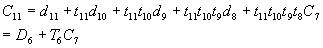 C₁₁ = d₁₁ + t₁₁d₁₀ + t₁₁t₁₀d₉ + t₁₁t₁₀t₉d₈ + t₁₁t₁₀t₉t₈C₇
= D₆ + T₆C₇